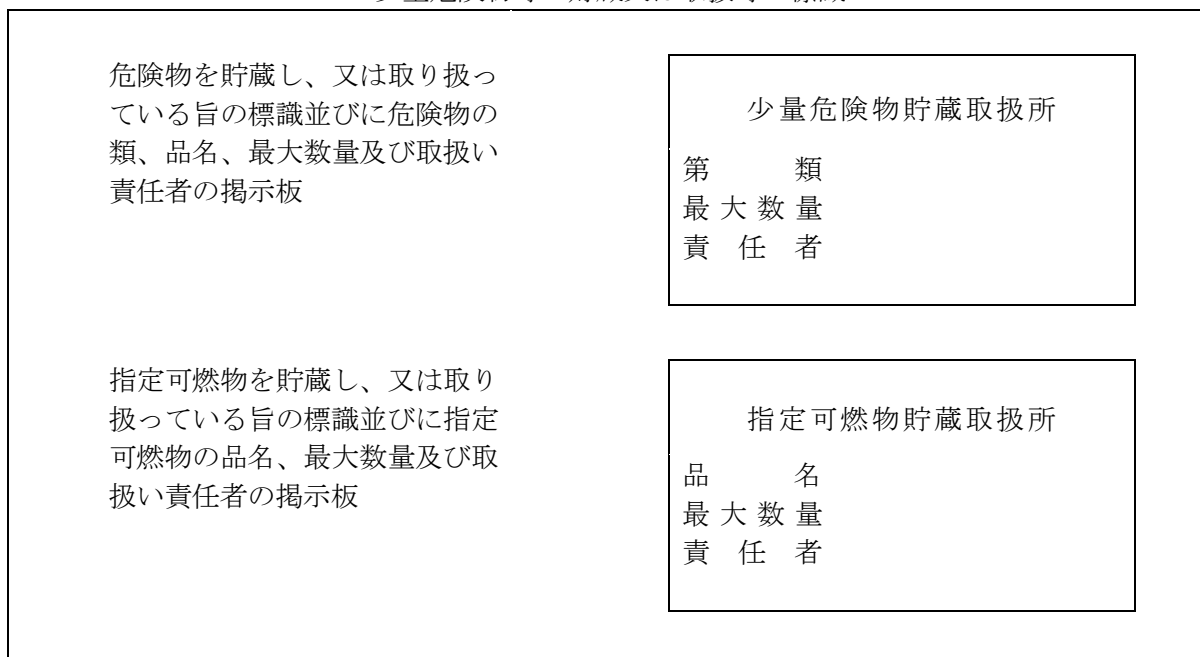 危険物を貯蔵し、又は取り扱っ
ている旨の標識並びに危険物の
類、品名、最大数量及び取扱い
責任者の掲示板
少量危険物貯蔵取扱所
第　　類
最大数量
責　任　者
指定可燃物を貯蔵し、又は取り
扱っている旨の標識並びに指定
可燃物の品名、最大数量及び取
扱い責任者の掲示板
指定可燃物貯蔵取扱所
品　　名
最大数量
責　任　者